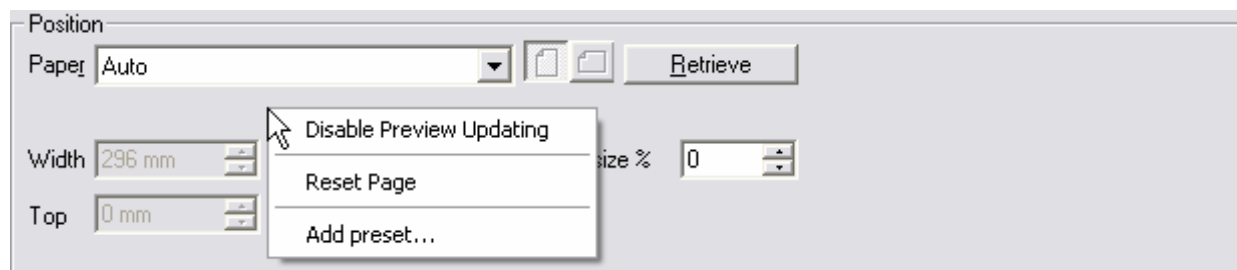 Position
Paper Auto Retrieve
Disable Preview Updating
Width 296 mm size % 0
Reset Page
Top 0 mm
Add preset...